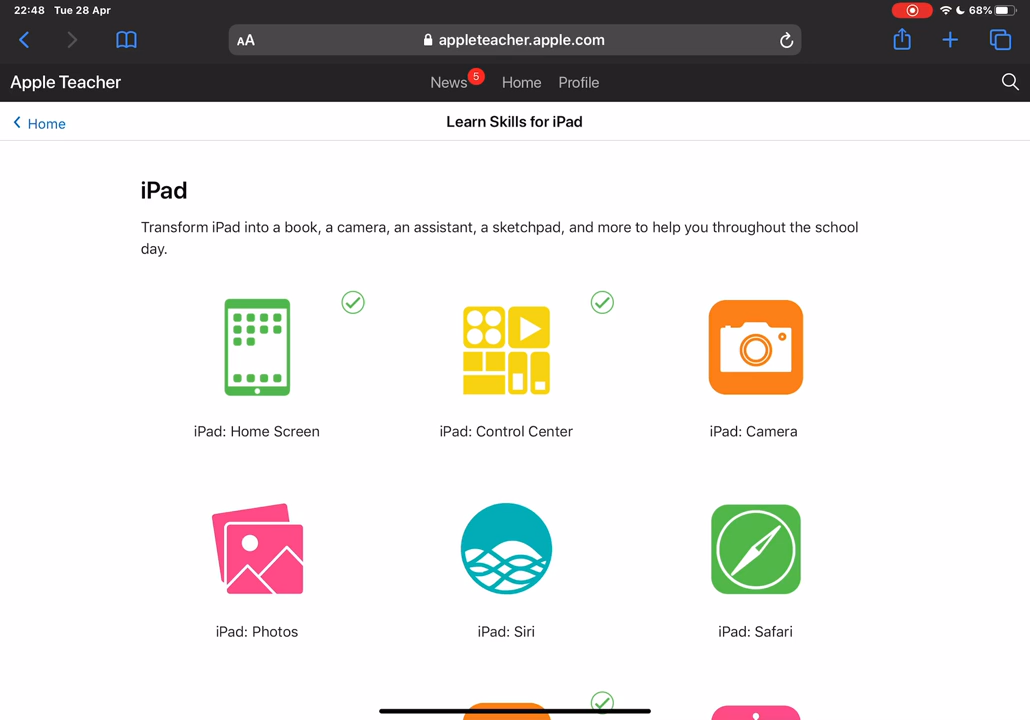 22:48 Tue 28 Apr
68%
AA
appleteacher.apple.com
Apple Teacher
News 5
Home
Profile
Home
Learn Skills for iPad
iPad
Transform iPad into a book, a camera, an assistant, a sketchpad, and more to help you throughout the school
day.
iPad: Home Screen
iPad: Control Center
iPad: Camera
iPad: Photos
iPad: Siri
iPad: Safari